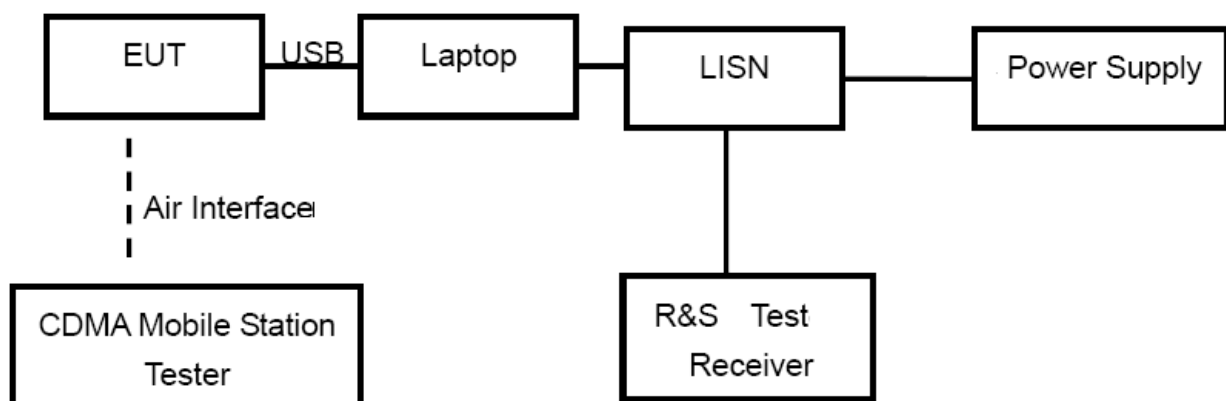 EUT
USB
Laptop
LISN
Power Supply
Air Interface
CDMA Mobile Station
Tester
R&S Test
Receiver